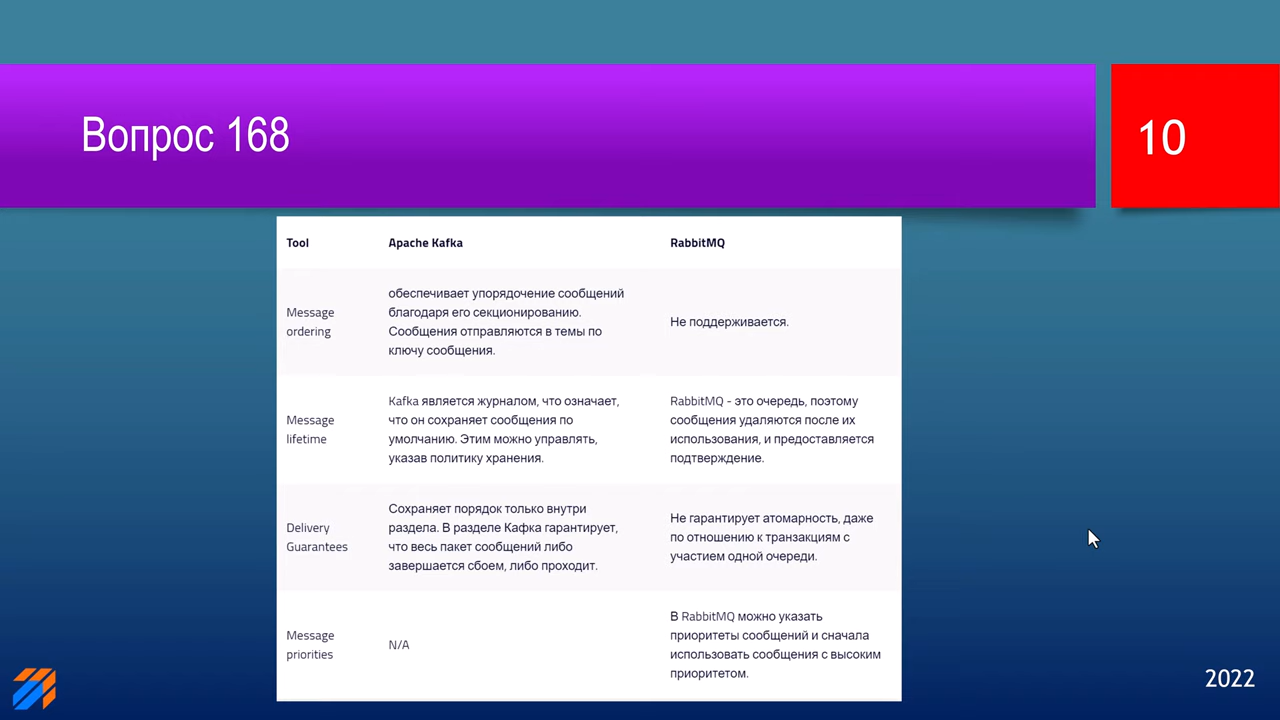 Вопрос 168
10
Tool Apache Kafka RabbitMQ
Message
ordering
обеспечивает упорядочение сообщений
благодаря его секционированию.
Сообщения отправляются в темы по
ключу сообщения.
Не поддерживается.
Message
lifetime
Kafka является журналом, что означает,
что он сохраняет сообщения по
умолчанию. Этим можно управлять,
указав политику хранения.
RabbitMQ - это очередь, поэтому
сообщения удаляются после их
использования, и предоставляется
подтверждение.
Delivery
Guarantees
Сохраняет порядок только внутри
раздела. В разделе Кафка гарантирует,
что весь пакет сообщений либо
завершается сбоем, либо проходит.
Не гарантирует атомарность, даже
по отношению к транзакциям с
участием одной очереди.
Message
priorities
N/A
В RabbitMQ можно указать
приоритеты сообщений и сначала
использовать сообщения с высоким
приоритетом.
2022